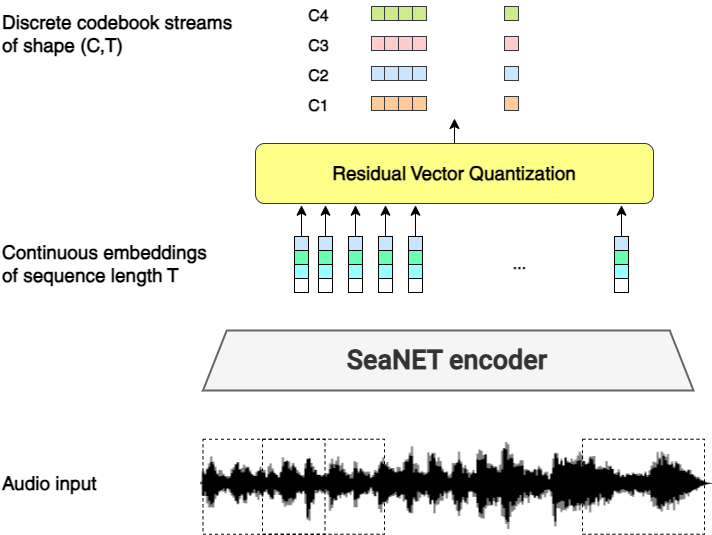 Discrete codebook streams
of shape (C,T)
C4
C3
C2
C1
Residual Vector Quantization
Continuous embeddings
of sequence length T
...
SeaNET encoder
Audio input